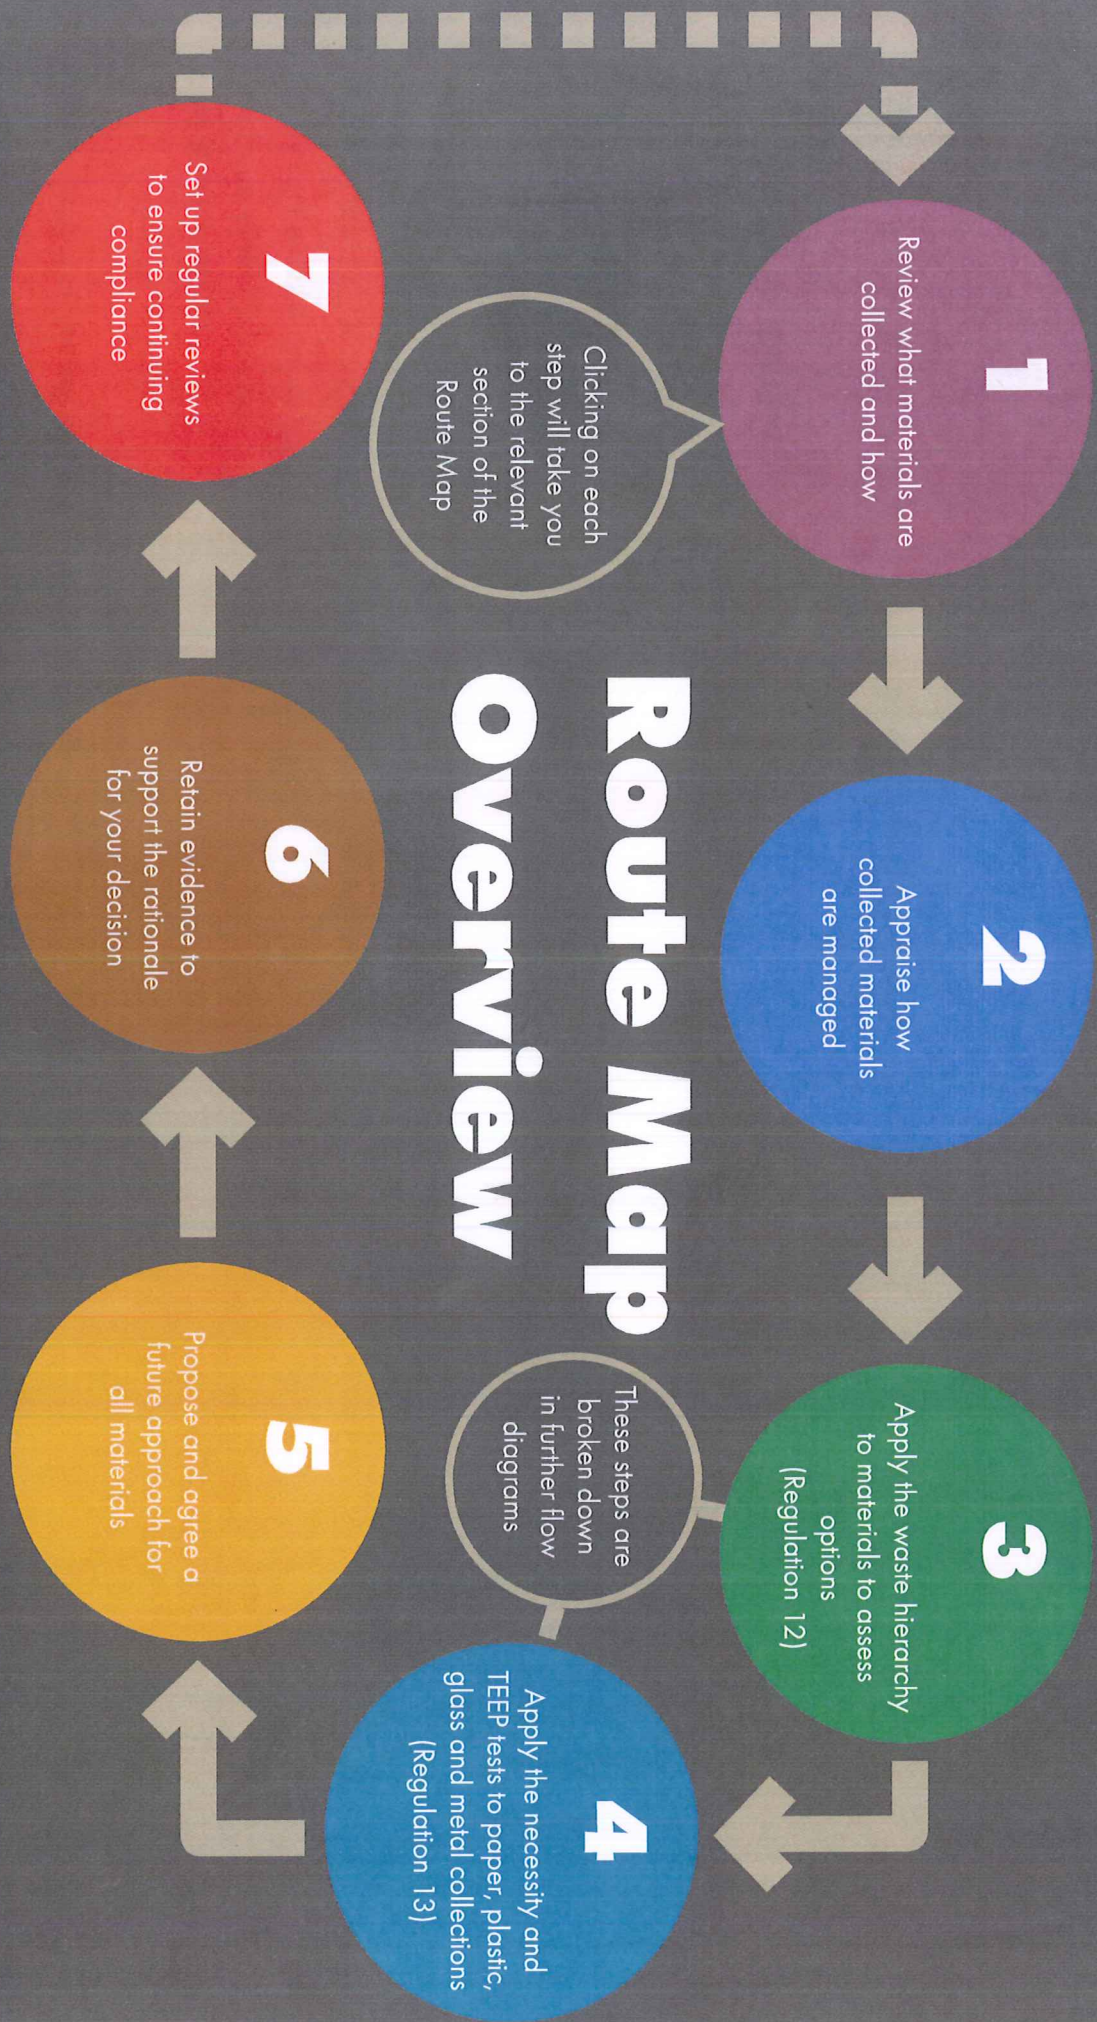 1
Review what materials are
collected and how
2
Appraise how
collected materials
are managed
3
Apply the waste hierarchy
to materials to assess
options
(Regulation 12)
Clicking on each
step will take you
to the relevant
section of the
Route Map
Route Map
Overview
These steps are
broken down
in further flow
diagrams
4
Apply the necessity and
TEEP tests to paper, plastic,
glass and metal collections
(Regulation 13)
5
Propose and agree a
future approach for
all materials
6
Retain evidence to
support the rationale
for your decision
7
Set up regular reviews
to ensure continuing
compliance